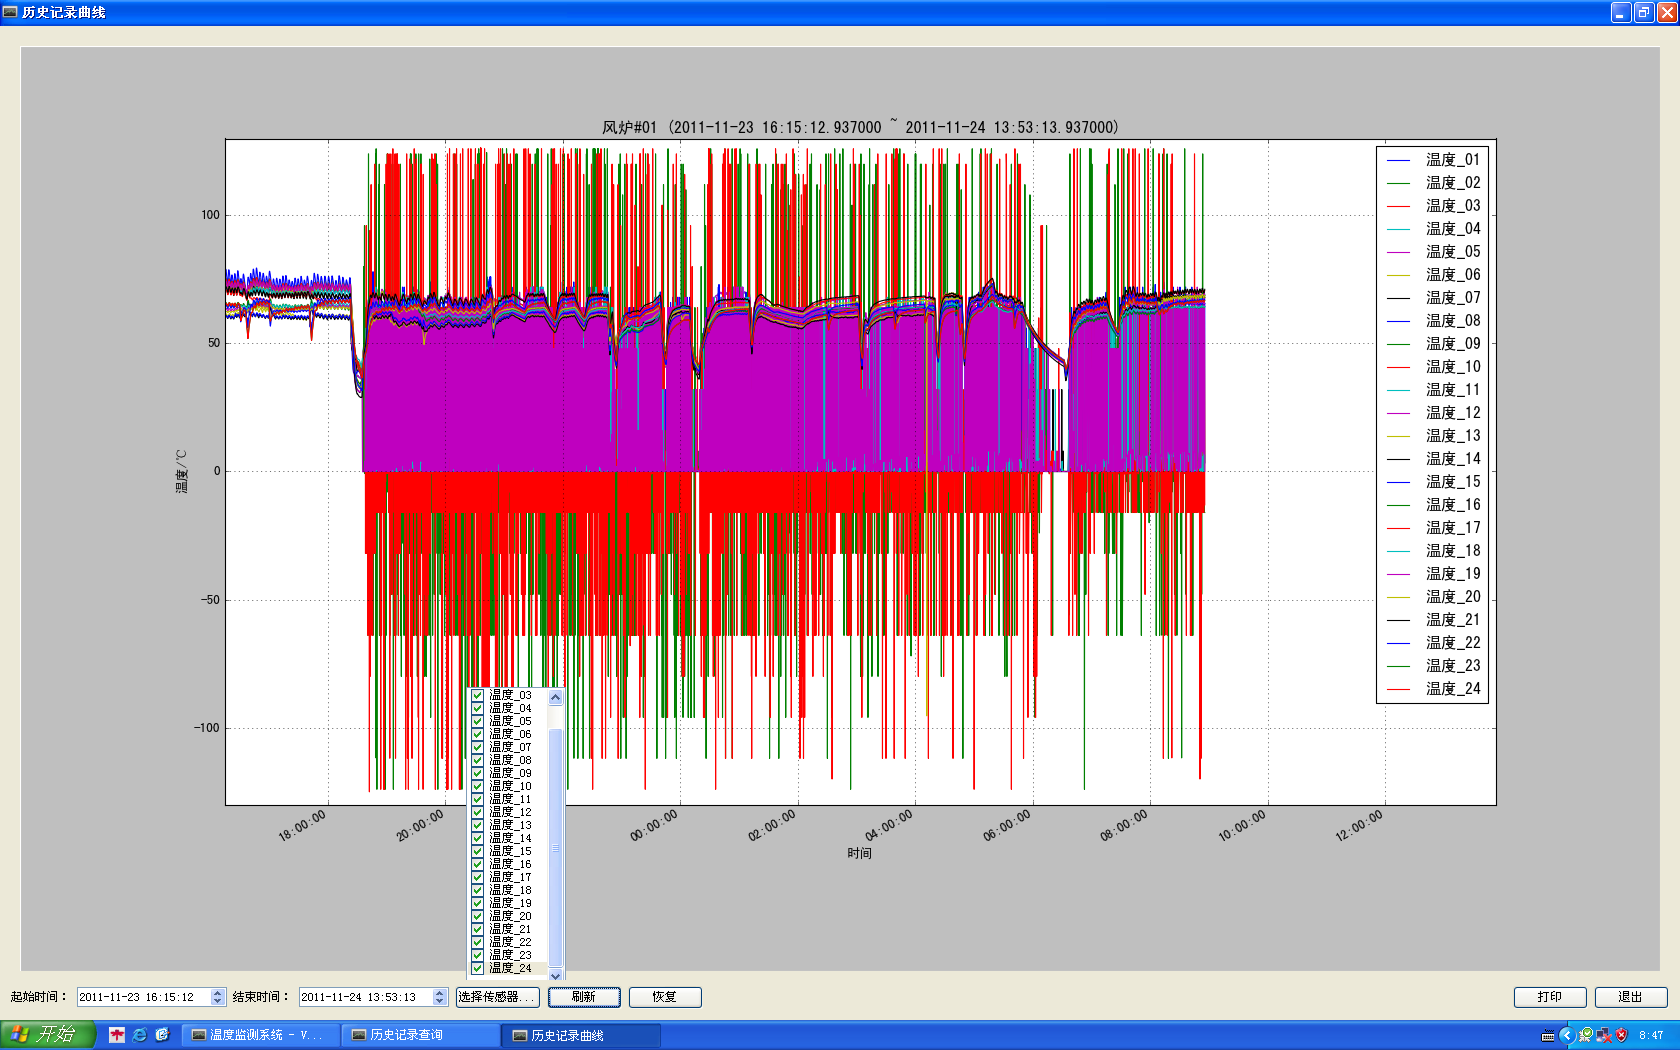 历史记录曲线
风炉#01 (2011-11-23 16:15:12.937000 ~ 2011-11-24 13:53:13.937000)
100
50
0
-50
-100
温度/℃
18:00:00
20:00:00
00:00:00
02:00:00
04:00:00
06:00:00
08:00:00
10:00:00
12:00:00
时间
温度_01
温度_02
温度_03
温度_04
温度_05
温度_06
温度_07
温度_08
温度_09
温度_10
温度_11
温度_12
温度_13
温度_14
温度_15
温度_16
温度_17
温度_18
温度_19
温度_20
温度_21
温度_22
温度_23
温度_24
温度_03
温度_04
温度_05
温度_06
温度_07
温度_08
温度_09
温度_10
温度_11
温度_12
温度_13
温度_14
温度_15
温度_16
温度_17
温度_18
温度_19
温度_20
温度_21
温度_22
温度_23
温度_24
起始时间： 2011-11-23 16:15:12 结束时间： 2011-11-24 13:53:13 选择传感器... 刷新 恢复 打印 退出
开始 温度监测系统 - V... 历史记录查询 历史记录曲线 8:47